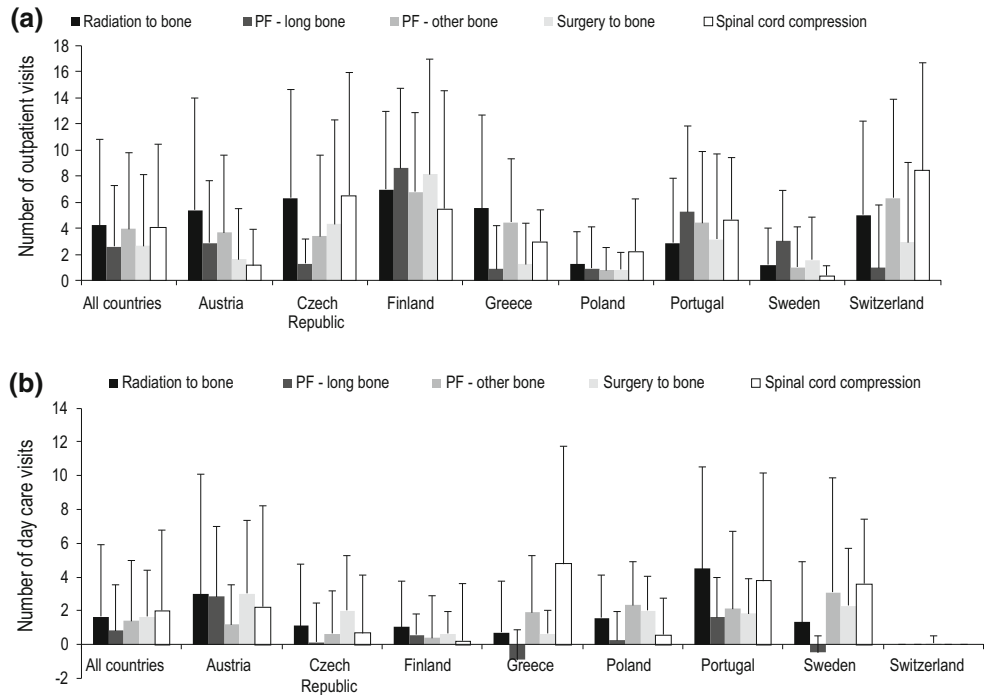 (a)
Radiation to bone PF - long bone PF - other bone Surgery to bone Spinal cord compression
Number of outpatient visits
18
16
14
12
10
8
6
4
2
0
All countries Austria Czech Republic Finland Greece Poland Portugal Sweden Switzerland
(b)
Radiation to bone PF - long bone PF - other bone Surgery to bone Spinal cord compression
Number of day care visits
14
12
10
8
6
4
2
0
-2
All countries Austria Czech Republic Finland Greece Poland Portugal Sweden Switzerland